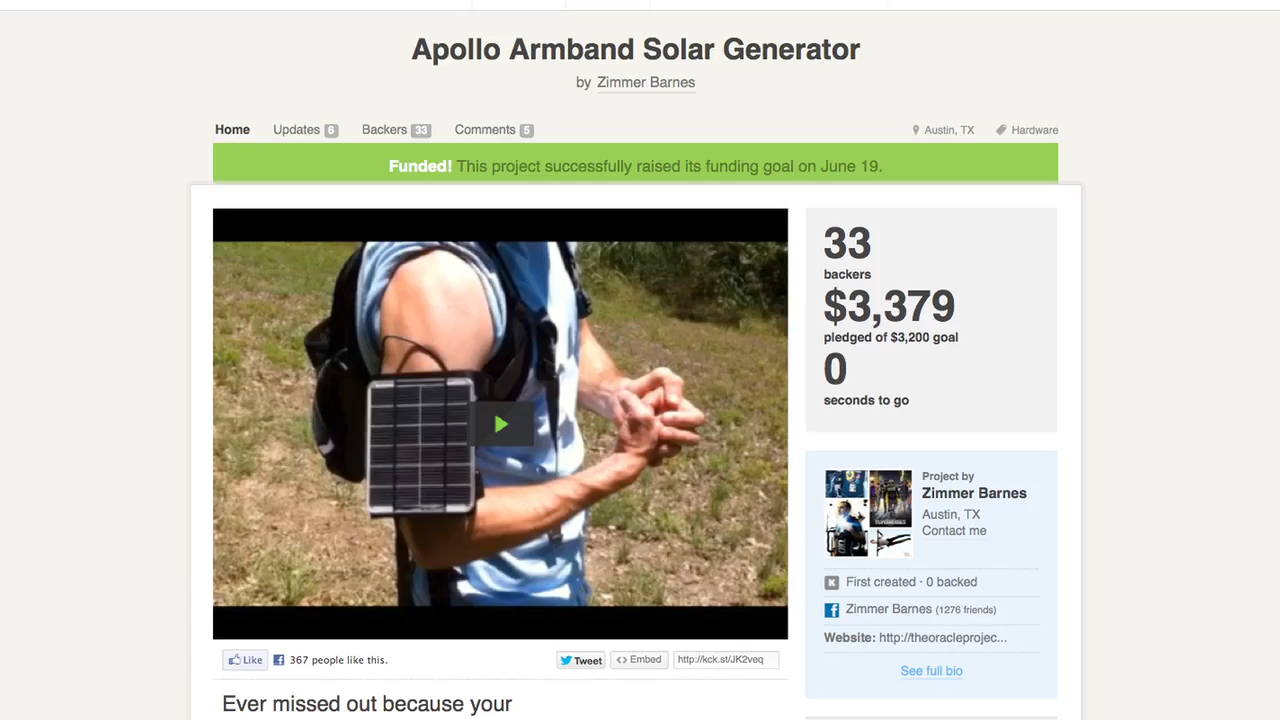 Apollo Armband Solar Generator
by Zimmer Barnes
Home Updates 6 Backers 33 Comments 5 Austin, TX Hardware
Funded! This project successfully raised its funding goal on June 19.
33
backers
$3,379
pledged of $3,200 goal
0
seconds to go
Project by
Zimmer Barnes
Austin, TX
Contact me
K First created · 0 backed
f Zimmer Barnes (1276 friends)
Website: http://theoracleprojec...
See full bio
Like f 367 people like this. Tweet <> Embed http://kck.st/JK2veq
Ever missed out because your